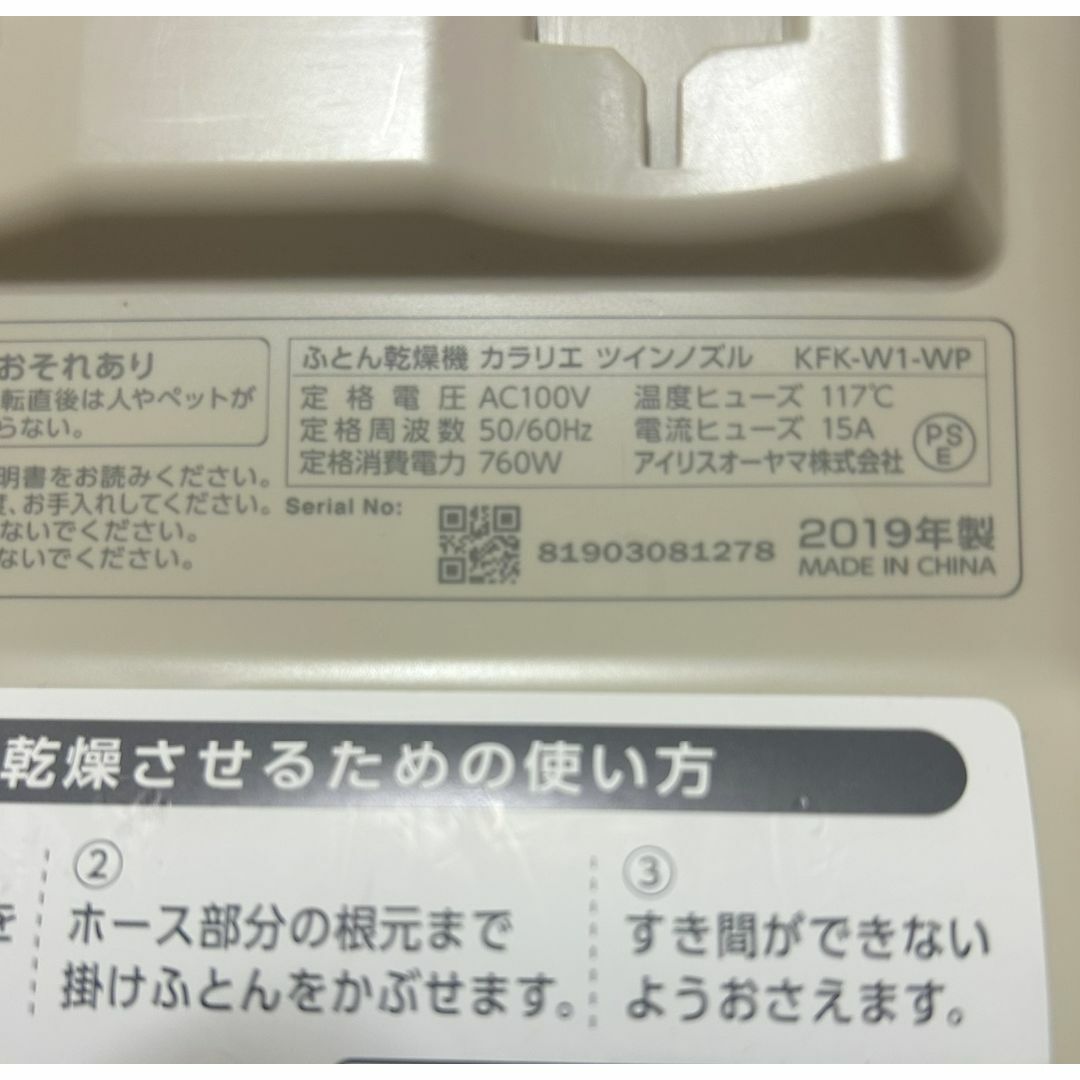 おそれあり
転直後は人やペットが
らない。
明書をお読みください。
度、お手入れしてください。
ないでください。
ないでください。
ふとん乾燥機 カラリエ ツインノズル KFK-W1-WP
定格電圧 AC100V 温度ヒューズ 117℃
定格周波数 50/60Hz 電流ヒューズ 15A
定格消費電力 760W アイリスオーヤマ株式会社
PS
E
Serial No:
81903081278
2019年製
MADE IN CHINA
乾燥させるための使い方
を
②
ホース部分の根元まで
掛けふとんをかぶせます。
③
すき間ができない
ようおさえます。